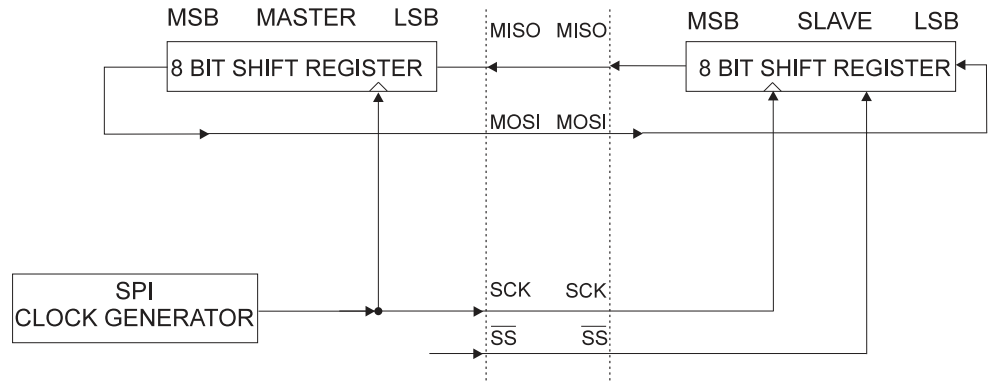 MSB MASTER LSB
MISO MISO
MSB SLAVE LSB
8 BIT SHIFT REGISTER
8 BIT SHIFT REGISTER
MOSI MOSI
SPI
CLOCK GENERATOR
SCK SCK
SS SS